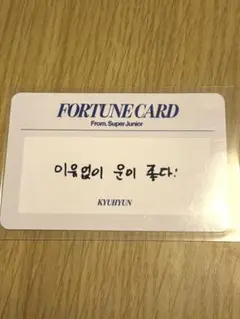 FORTUNE CARD
From. Super Junior
이유없이 운이 좋다!
KYUHYUN